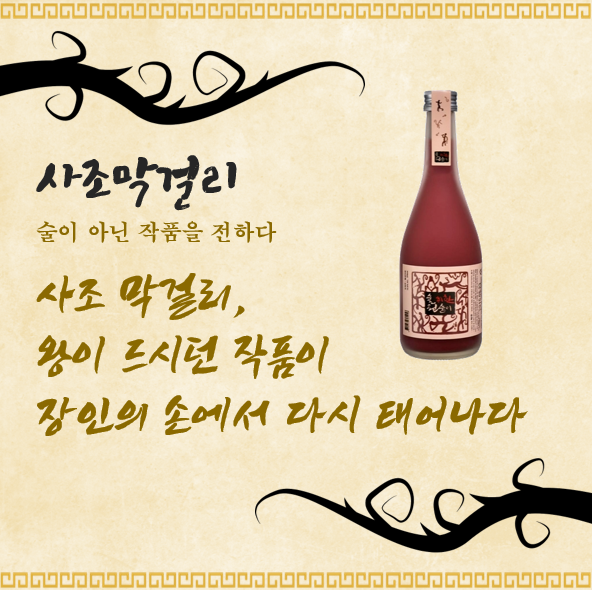 사조막걸리
술이 아닌 작품을 전하다
사조 막걸리,
왕이 드시던 작품이
장인의 손에서 다시 태어나다